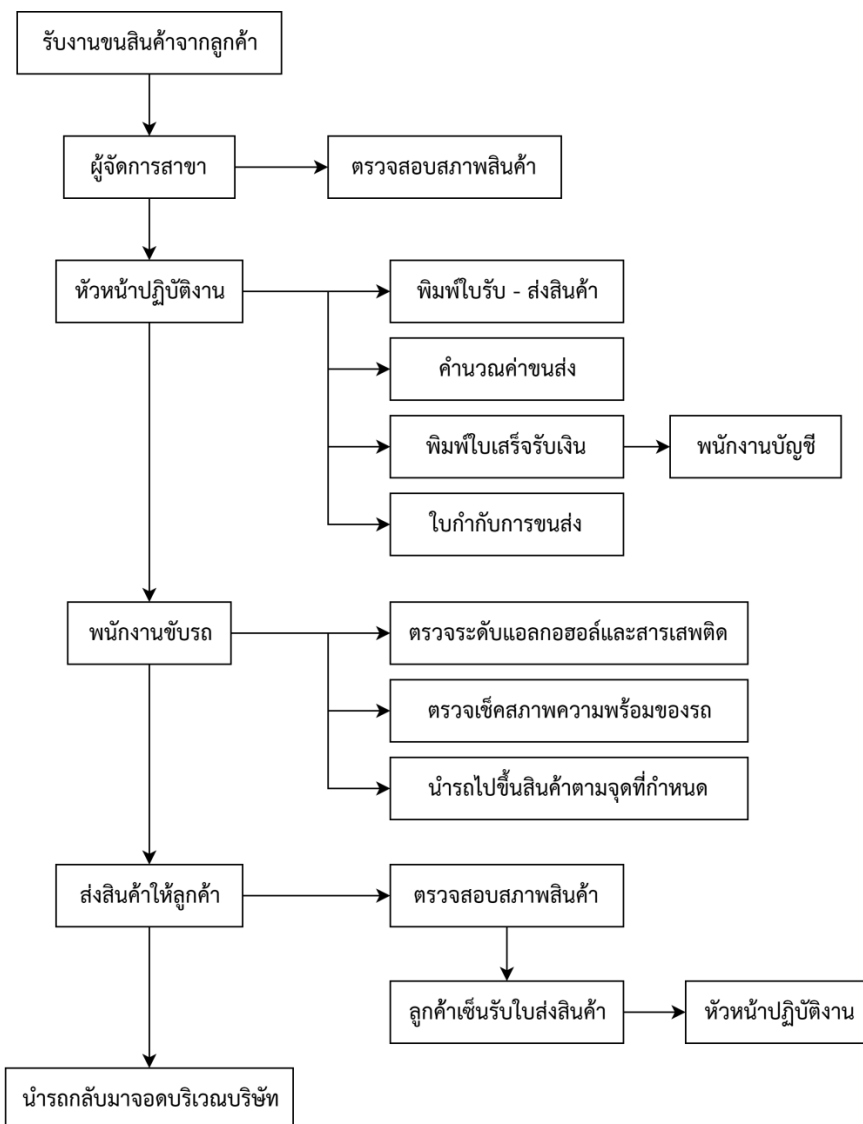 รับงานขนสินค้าจากลูกค้า
ผู้จัดการสาขา
ตรวจสอบสภาพสินค้า
หัวหน้าปฏิบัติงาน
พิมพ์ใบรับ - ส่งสินค้า
คำนวณค่าขนส่ง
พิมพ์ใบเสร็จรับเงิน
พนักงานบัญชี
ใบกำกับการขนส่ง
พนักงานขับรถ
ตรวจระดับแอลกอฮอล์และสารเสพติด
ตรวจเช็คสภาพความพร้อมของรถ
นำรถไปขึ้นสินค้าตามจุดที่กำหนด
ส่งสินค้าให้ลูกค้า
ตรวจสอบสภาพสินค้า
ลูกค้าเซ็นรับใบส่งสินค้า
หัวหน้าปฏิบัติงาน
นำรถกลับมาจอดบริเวณบริษัท